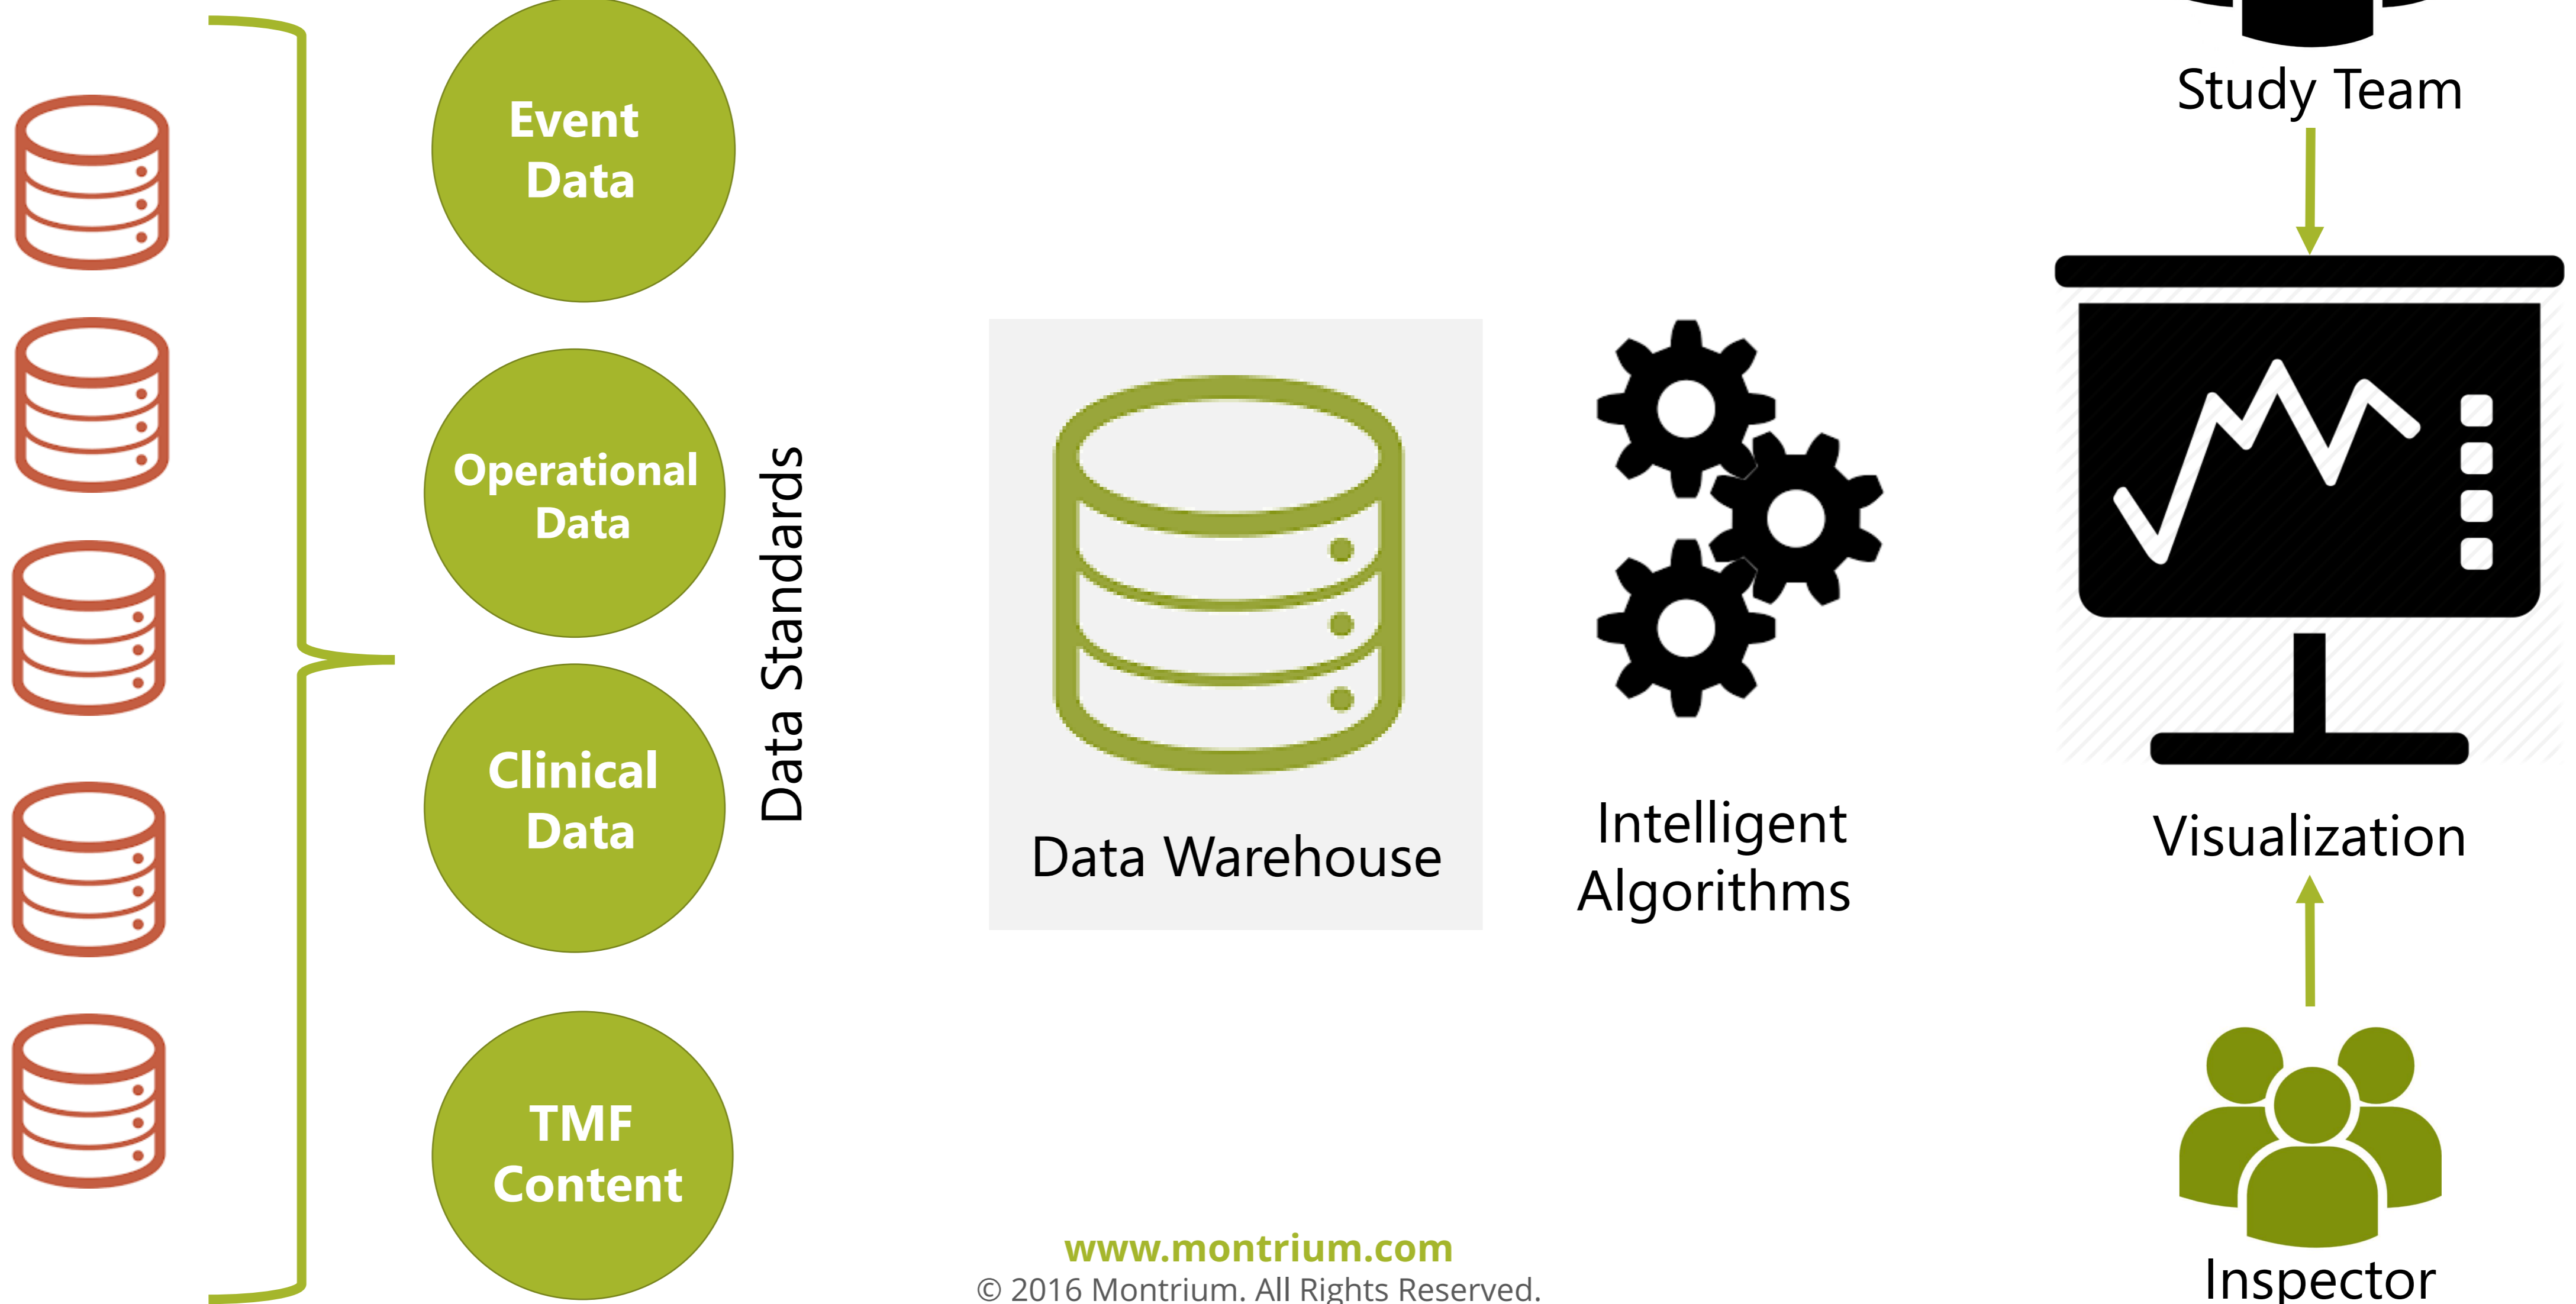 Event
Data
Operational
Data
Clinical
Data
TMF
Content
Data Standards
Data Warehouse
Intelligent
Algorithms
Study Team
Visualization
Inspector
www.montrium.com
© 2016 Montrium. All Rights Reserved.